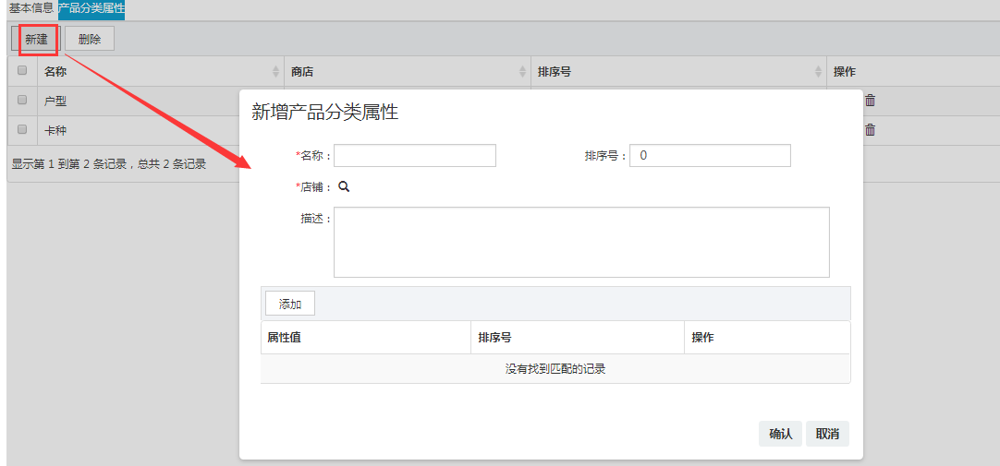 基本信息 产品分类属性
新建 删除
名称 商店 排序号 操作
户型
卡种
显示第 1 到第 2 条记录，总共 2 条记录
新增产品分类属性
*名称： 排序号： 0
*店铺：
描述：
添加
属性值 排序号 操作
没有找到匹配的记录
确认 取消